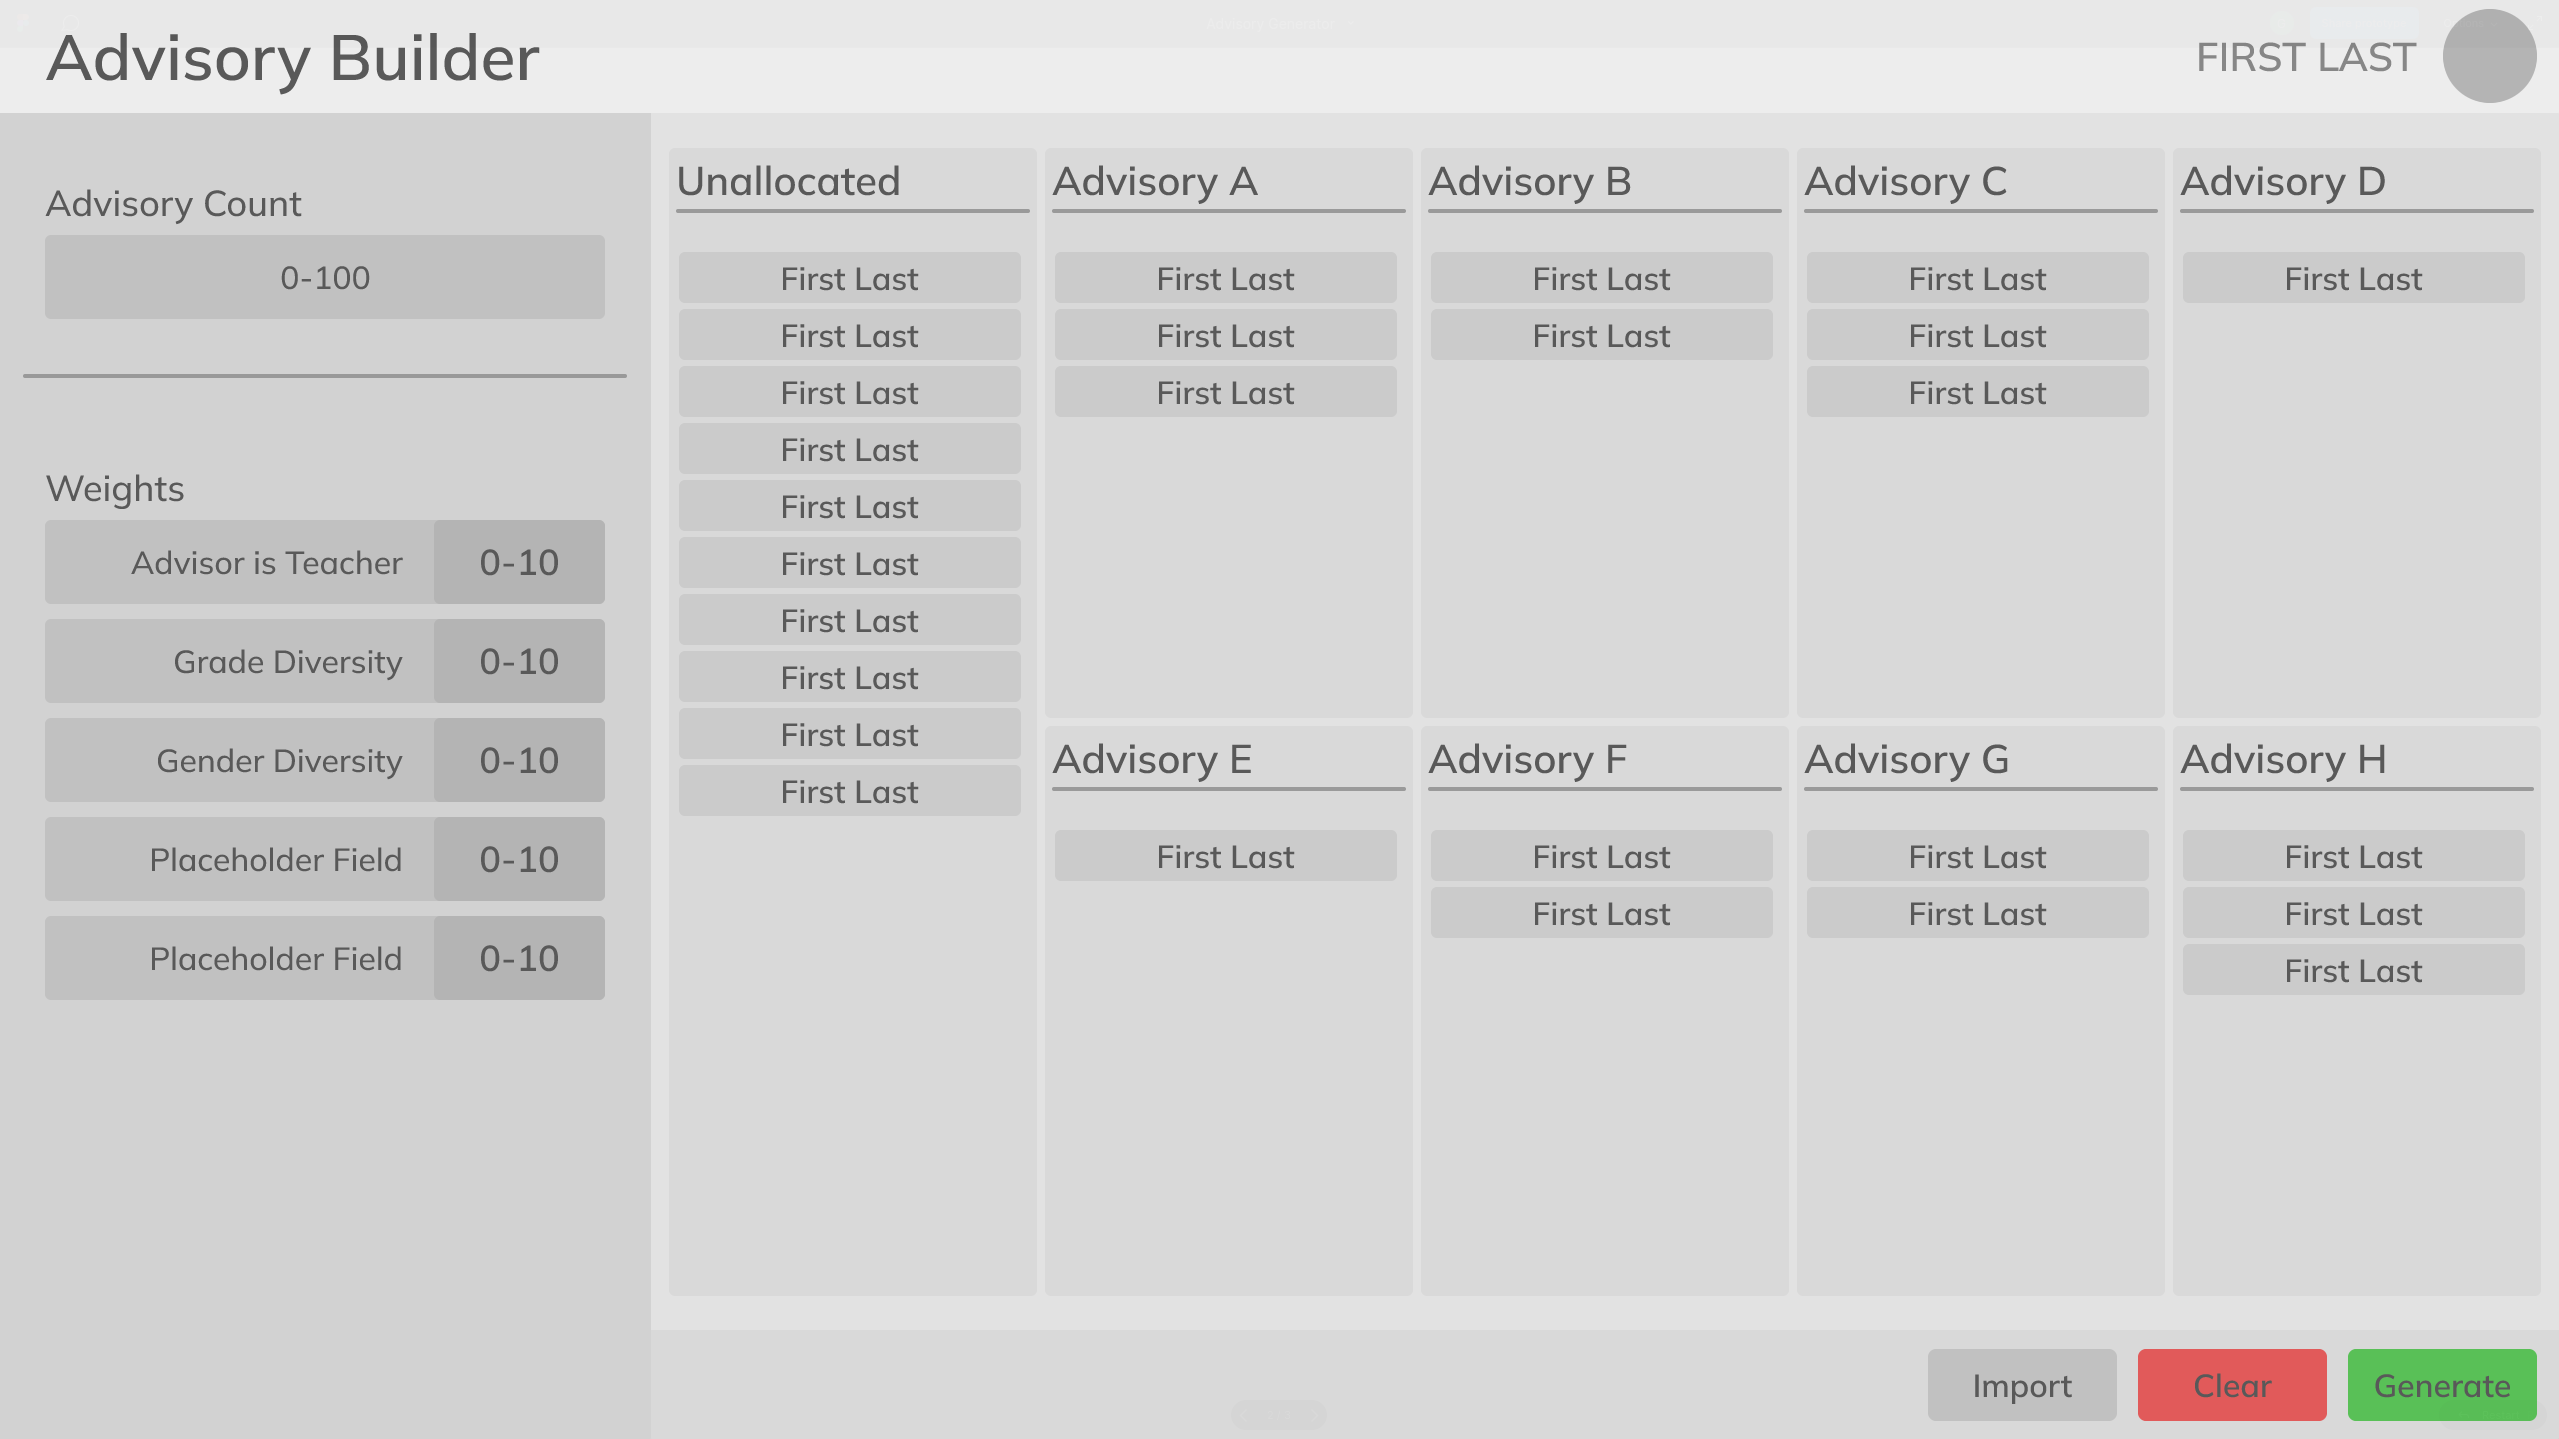 Advisory Builder
FIRST LAST
Advisory Count
0-100
Weights
Advisor is Teacher 0-10
Grade Diversity 0-10
Gender Diversity 0-10
Placeholder Field 0-10
Placeholder Field 0-10
Unallocated
First Last
First Last
First Last
First Last
First Last
First Last
First Last
First Last
First Last
First Last
Advisory A
First Last
First Last
First Last
Advisory B
First Last
First Last
Advisory C
First Last
First Last
First Last
Advisory D
First Last
Advisory E
First Last
Advisory F
First Last
First Last
Advisory G
First Last
First Last
Advisory H
First Last
First Last
First Last
Import
Clear
Generate